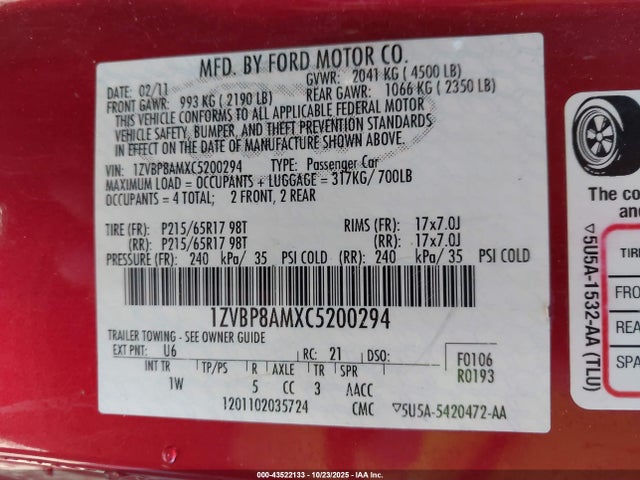 MFD. BY FORD MOTOR CO.
DATE: 02/11 GVWR: 2041 KG ( 4500 LB)
FRONT GAWR: 993 KG ( 2190 LB) REAR GAWR: 1066 KG ( 2350 LB)
THIS VEHICLE CONFORMS TO ALL APPLICABLE FEDERAL MOTOR
VEHICLE SAFETY, BUMPER, AND THEFT PREVENTION STANDARDS
IN EFFECT ON THE DATE OF MANUFACTURE SHOWN ABOVE.
VIN: 1ZVBP8AMXC5200294 TYPE: Passenger Car
MAXIMUM LOAD = OCCUPANTS + LUGGAGE = 317KG/ 700LB
OCCUPANTS = 4 TOTAL; 2 FRONT, 2 REAR
TIRE (FR): P215/65R17 98T RIMS (FR): 17x7.0J
(RR): P215/65R17 98T (RR): 17x7.0J
PRESSURE (FR): 240 kPa/ 35 PSI COLD (RR): 240 kPa/ 35 PSI COLD
1ZVBP8AMXC5200294
TRAILER TOWING - SEE OWNER GUIDE
EXT PNT: U6 RC: 21 DSO:
INT TR TP/PS R AXLE TR SPR
1W 5 CC 3 AACC
F0106
R0193
1201102035724 CMC ▽5U5A-5420472-AA
The co
and
▽5U5A-1532-AA (TLU)
TIRE
FRO
REA
SPA
000-43522133 - 10/23/2025 - IAA Inc.